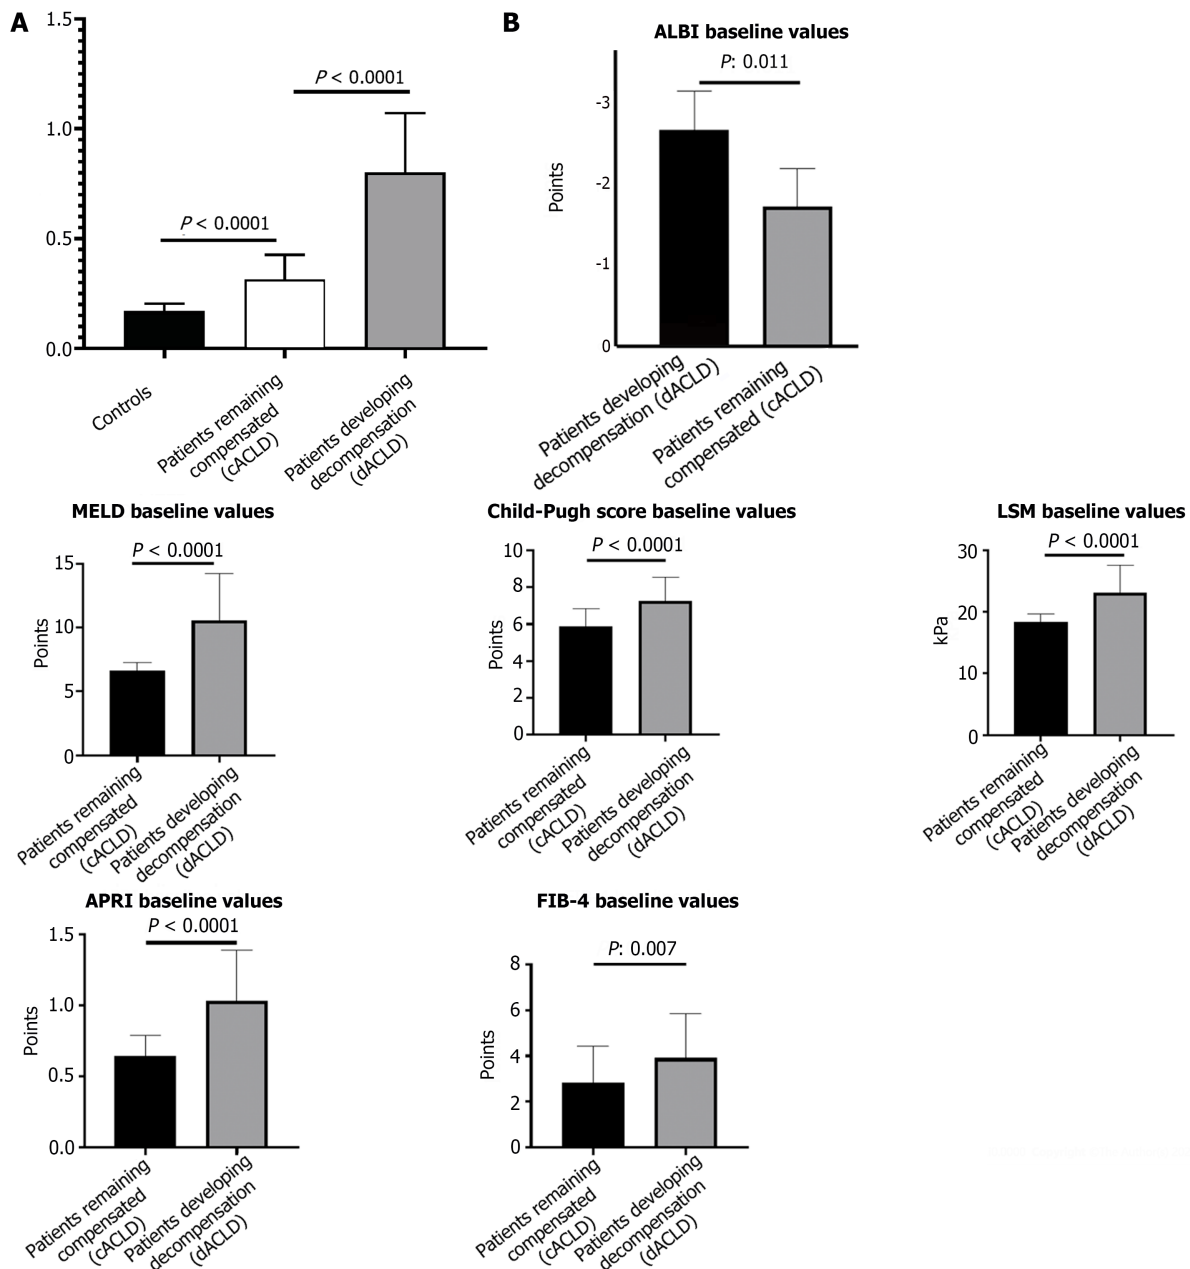 A
1.5
1.0
0.5
0.0
P < 0.0001
P < 0.0001
Controls
Patients remaining
compensated
(cACLD)
Patients developing
decompensation
(dACLD)
B
ALBI baseline values
P: 0.011
Points
-3
-2
-1
0
Patients developing
decompensation (dACLD)
Patients remaining
compensated (cACLD)
MELD baseline values
P < 0.0001
Points
15
10
5
0
Patients remaining
compensated
(cACLD)
Patients developing
decompensation
(dACLD)
Child-Pugh score baseline values
P < 0.0001
Points
10
8
6
4
2
0
Patients remaining
compensated
(cACLD)
Patients developing
decompensation
(dACLD)
LSM baseline values
P < 0.0001
kPa
30
20
10
0
Patients remaining
compensated
(cACLD)
Patients developing
decompensation
(dACLD)
APRI baseline values
P < 0.0001
Points
1.5
1.0
0.5
0.0
Patients remaining
compensated
(cACLD)
Patients developing
decompensation
(dACLD)
FIB-4 baseline values
P: 0.007
Points
8
6
4
2
0
Patients remaining
compensated
(cACLD)
Patients developing
decompensation
(dACLD)